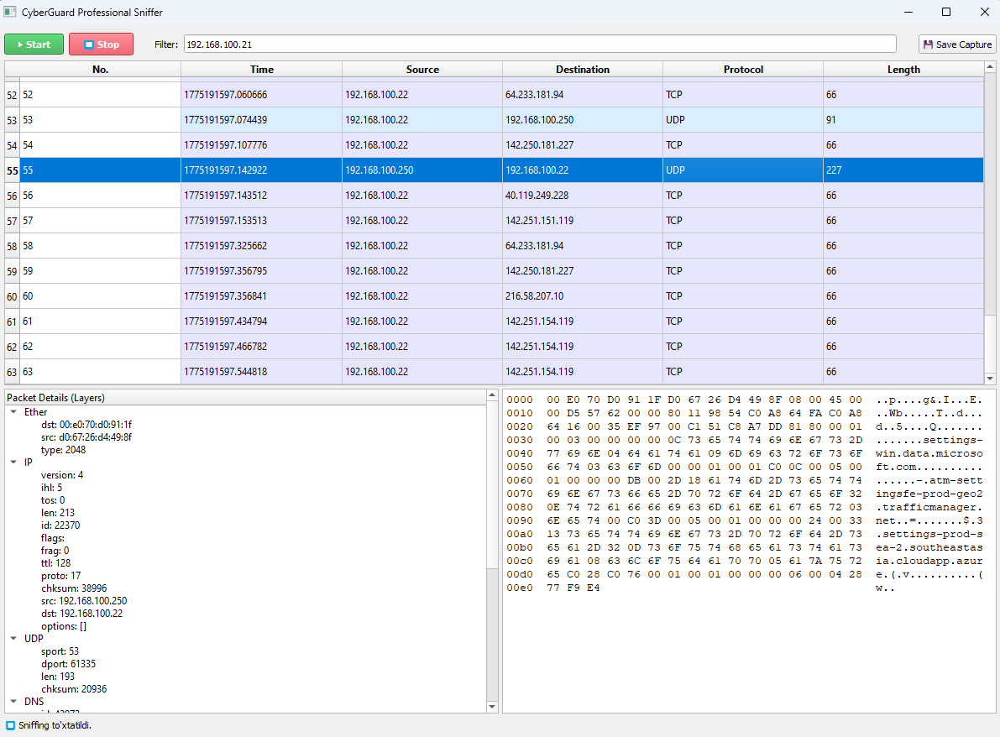 CyberGuard Professional Sniffer
Start Stop Filter: 192.168.100.21 Save Capture
No. Time Source Destination Protocol Length
52 52 1775191597.060666 192.168.100.22 64.233.181.94 TCP 66
53 53 1775191597.074439 192.168.100.22 192.168.100.250 UDP 91
54 54 1775191597.107776 192.168.100.22 142.250.181.227 TCP 66
55 55 1775191597.142922 192.168.100.250 192.168.100.22 UDP 227
56 56 1775191597.143512 192.168.100.22 40.119.249.228 TCP 66
57 57 1775191597.153513 192.168.100.22 142.251.151.119 TCP 66
58 58 1775191597.325662 192.168.100.22 64.233.181.94 TCP 66
59 59 1775191597.356795 192.168.100.22 142.250.181.227 TCP 66
60 60 1775191597.356841 192.168.100.22 216.58.207.10 TCP 66
61 61 1775191597.434794 192.168.100.22 142.251.154.119 TCP 66
62 62 1775191597.466782 192.168.100.22 142.251.154.119 TCP 66
63 63 1775191597.544818 192.168.100.22 142.251.154.119 TCP 66
Packet Details (Layers)
Ether
dst: 00:e0:70:d0:91:1f
src: d0:67:26:d4:49:8f
type: 2048
IP
version: 4
ihl: 5
tos: 0
len: 213
id: 22370
flags:
frag: 0
ttl: 128
proto: 17
chksum: 38996
src: 192.168.100.250
dst: 192.168.100.22
options: []
UDP
sport: 53
dport: 61335
len: 193
chksum: 20936
DNS
0000 00 E0 70 D0 91 1F D0 67 26 D4 49 8F 08 00 45 00 ..p....g&.I...E.
0010 00 D5 57 62 00 00 80 11 98 54 C0 A8 64 FA C0 A8 ..Wb.....T..d...
0020 64 16 00 35 EF 97 00 C1 51 C8 A7 DD 81 80 00 01 d..5....Q.......
0030 00 03 00 00 00 00 0C 73 65 74 74 69 6E 67 73 2D .......settings-
0040 77 69 6E 04 64 61 74 61 09 6D 69 63 72 6F 73 6F win.data.microso
0050 66 74 03 63 6F 6D 00 00 01 00 01 C0 0C 00 05 00 ft.com..........
0060 01 00 00 00 DB 00 2D 18 61 74 6D 2D 73 65 74 74 ......-.atm-sett
0070 69 6E 67 73 66 65 2D 70 72 6F 64 2D 67 65 6F 32 ingsfe-prod-geo2
0080 0E 74 72 61 66 66 69 63 6D 61 6E 61 67 65 72 03 .trafficmanager.
0090 6E 65 74 00 C0 3D 00 05 00 01 00 00 00 24 00 33 net..=.......$.3
00a0 13 73 65 74 74 69 6E 67 73 2D 70 72 6F 64 2D 73 .settings-prod-s
00b0 65 61 2D 32 0D 73 6F 75 74 68 65 61 73 74 61 73 ea-2.southeastas
00c0 69 61 08 63 6C 6F 75 64 61 70 70 05 61 7A 75 72 ia.cloudapp.azur
00d0 65 C0 28 C0 76 00 01 00 01 00 00 00 06 00 04 28 e.(.v..........(
00e0 77 F9 E4 w..
Sniffing to'xtatildi.